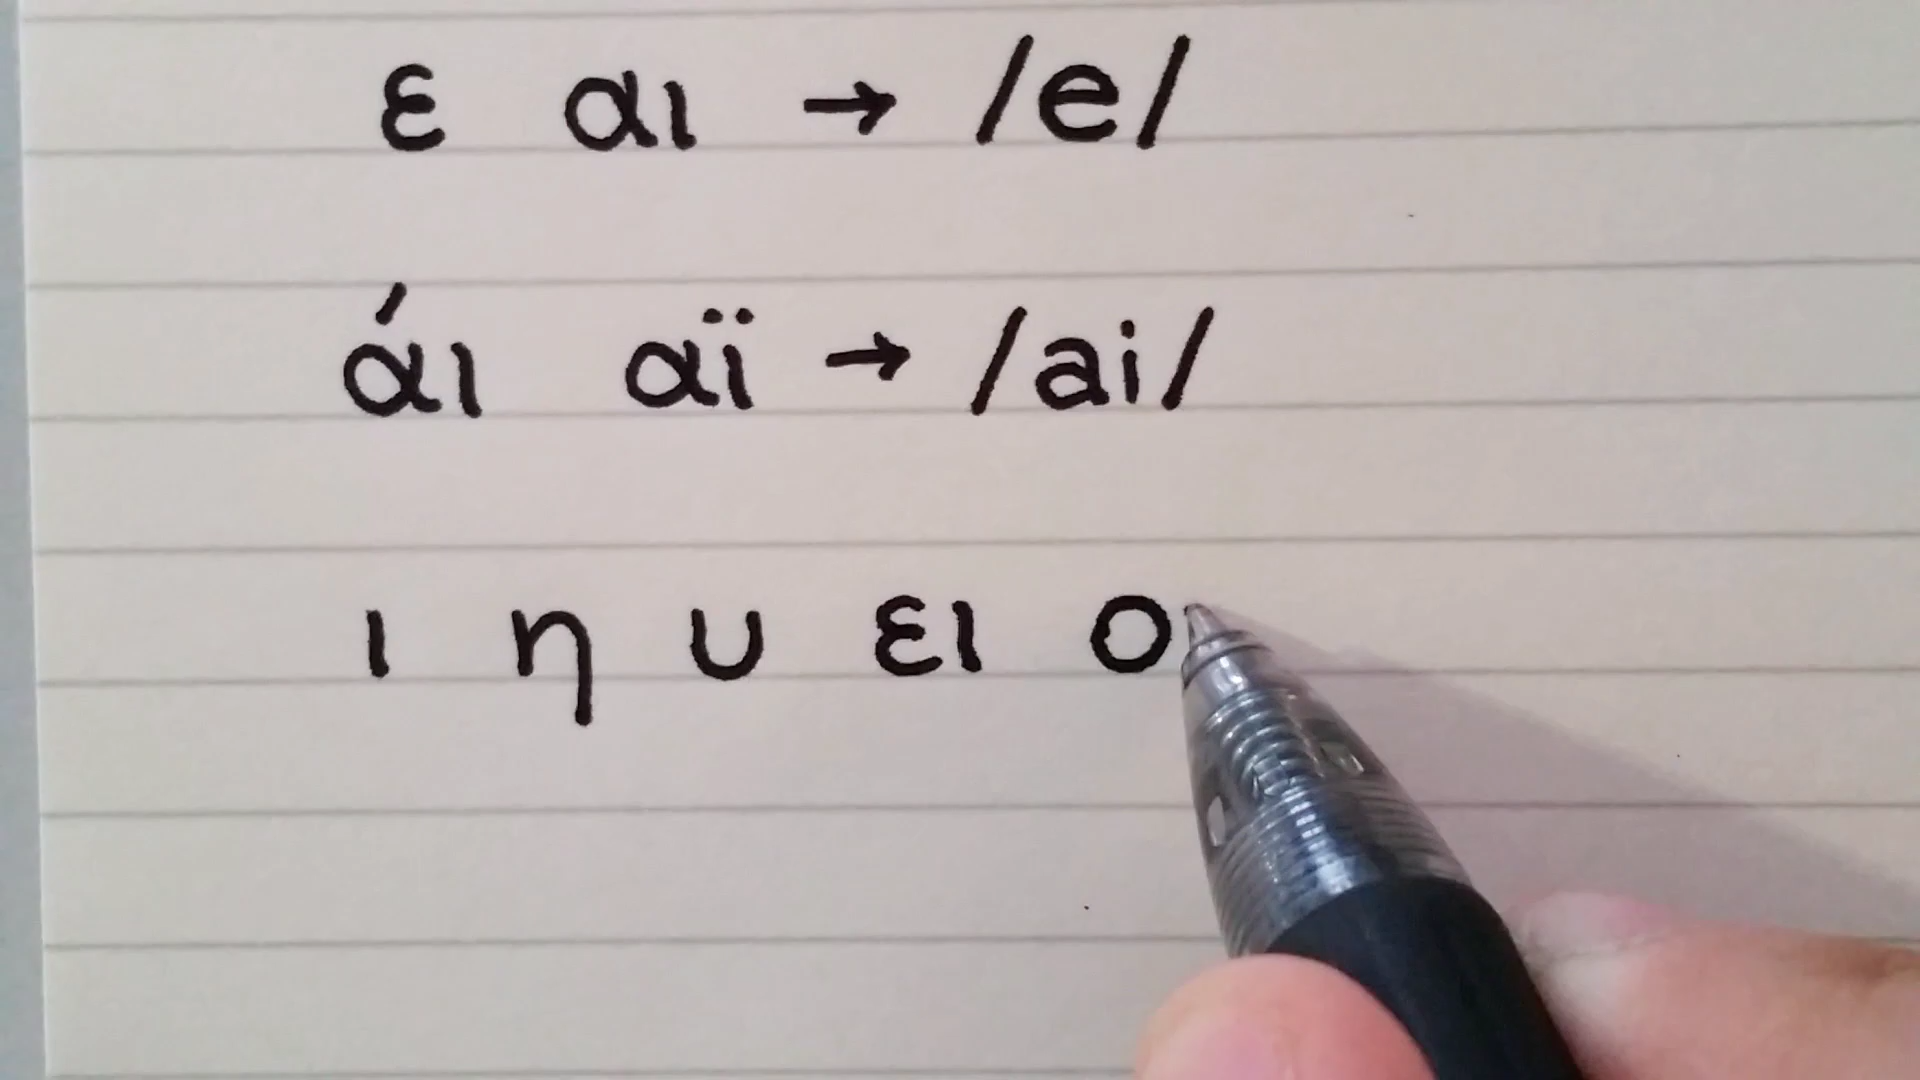 ε αι → /e/
άι αϊ → /ai/
ι η υ ει ο